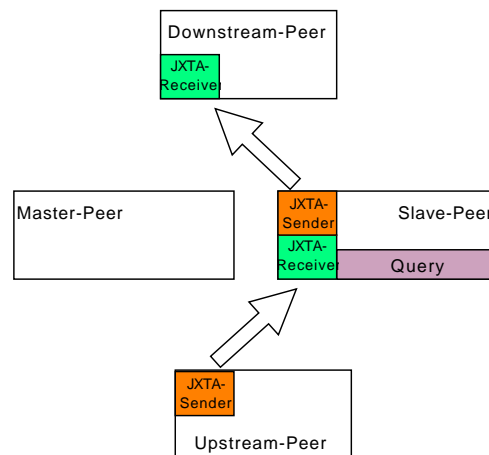 Downstream-Peer
JXTA-
Receiver
Master-Peer
JXTA-
Sender
Slave-Peer
JXTA-
Receiver
Query
JXTA-
Sender
Upstream-Peer